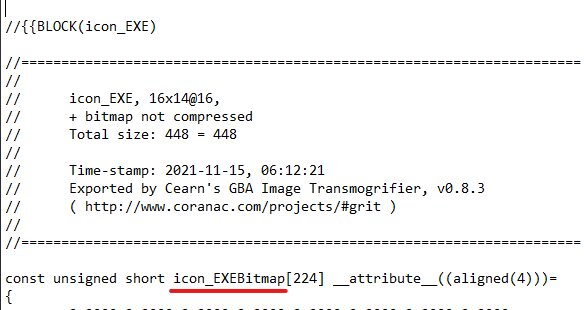 //{{BLOCK(icon_EXE)
//======================================================================
//
//	icon_EXE, 16x14@16,
//	+ bitmap not compressed
//	Total size: 448 = 448
//
//	Time-stamp: 2021-11-15, 06:12:21
//	Exported by Cearn's GBA Image Transmogrifier, v0.8.3
//	( http://www.coranac.com/projects/#grit )
//
//======================================================================
const unsigned short icon_EXEBitmap[224] __attribute__((aligned(4)))=
{